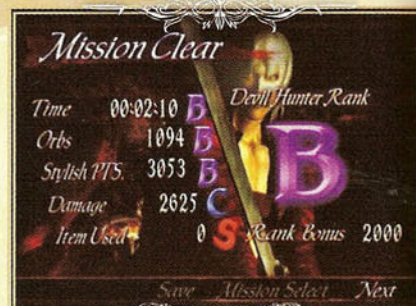 Mission Clear
Devil Hunter Rank
Time 00:02:10 B
Orbs 1094 B
B
Stylish PTS. 3053 B
Damage 2625 C
Item Used 0 S Rank Bonus 2000
Save Mission Select Next